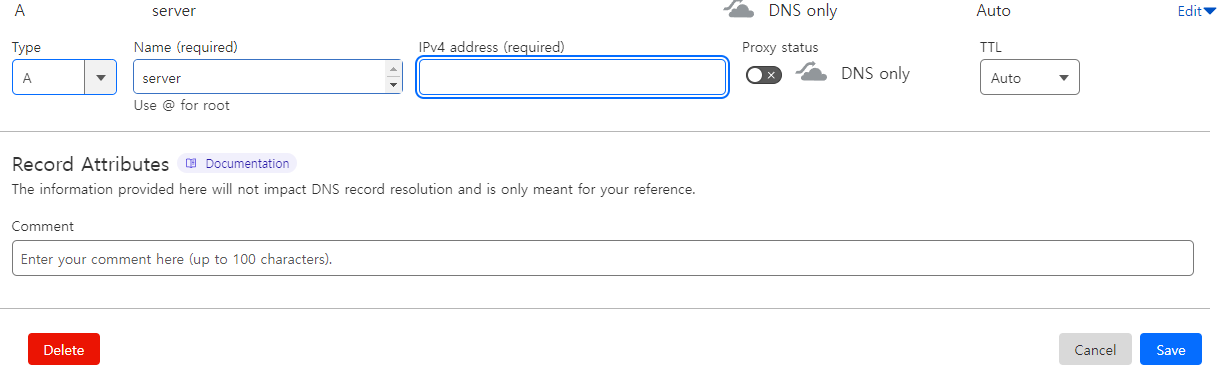 A server DNS only Auto Edit
Type Name (required) IPv4 address (required) Proxy status TTL
A server DNS only Auto
Use @ for root
Record Attributes Documentation
The information provided here will not impact DNS record resolution and is only meant for your reference.
Comment
Enter your comment here (up to 100 characters).
Delete Cancel Save